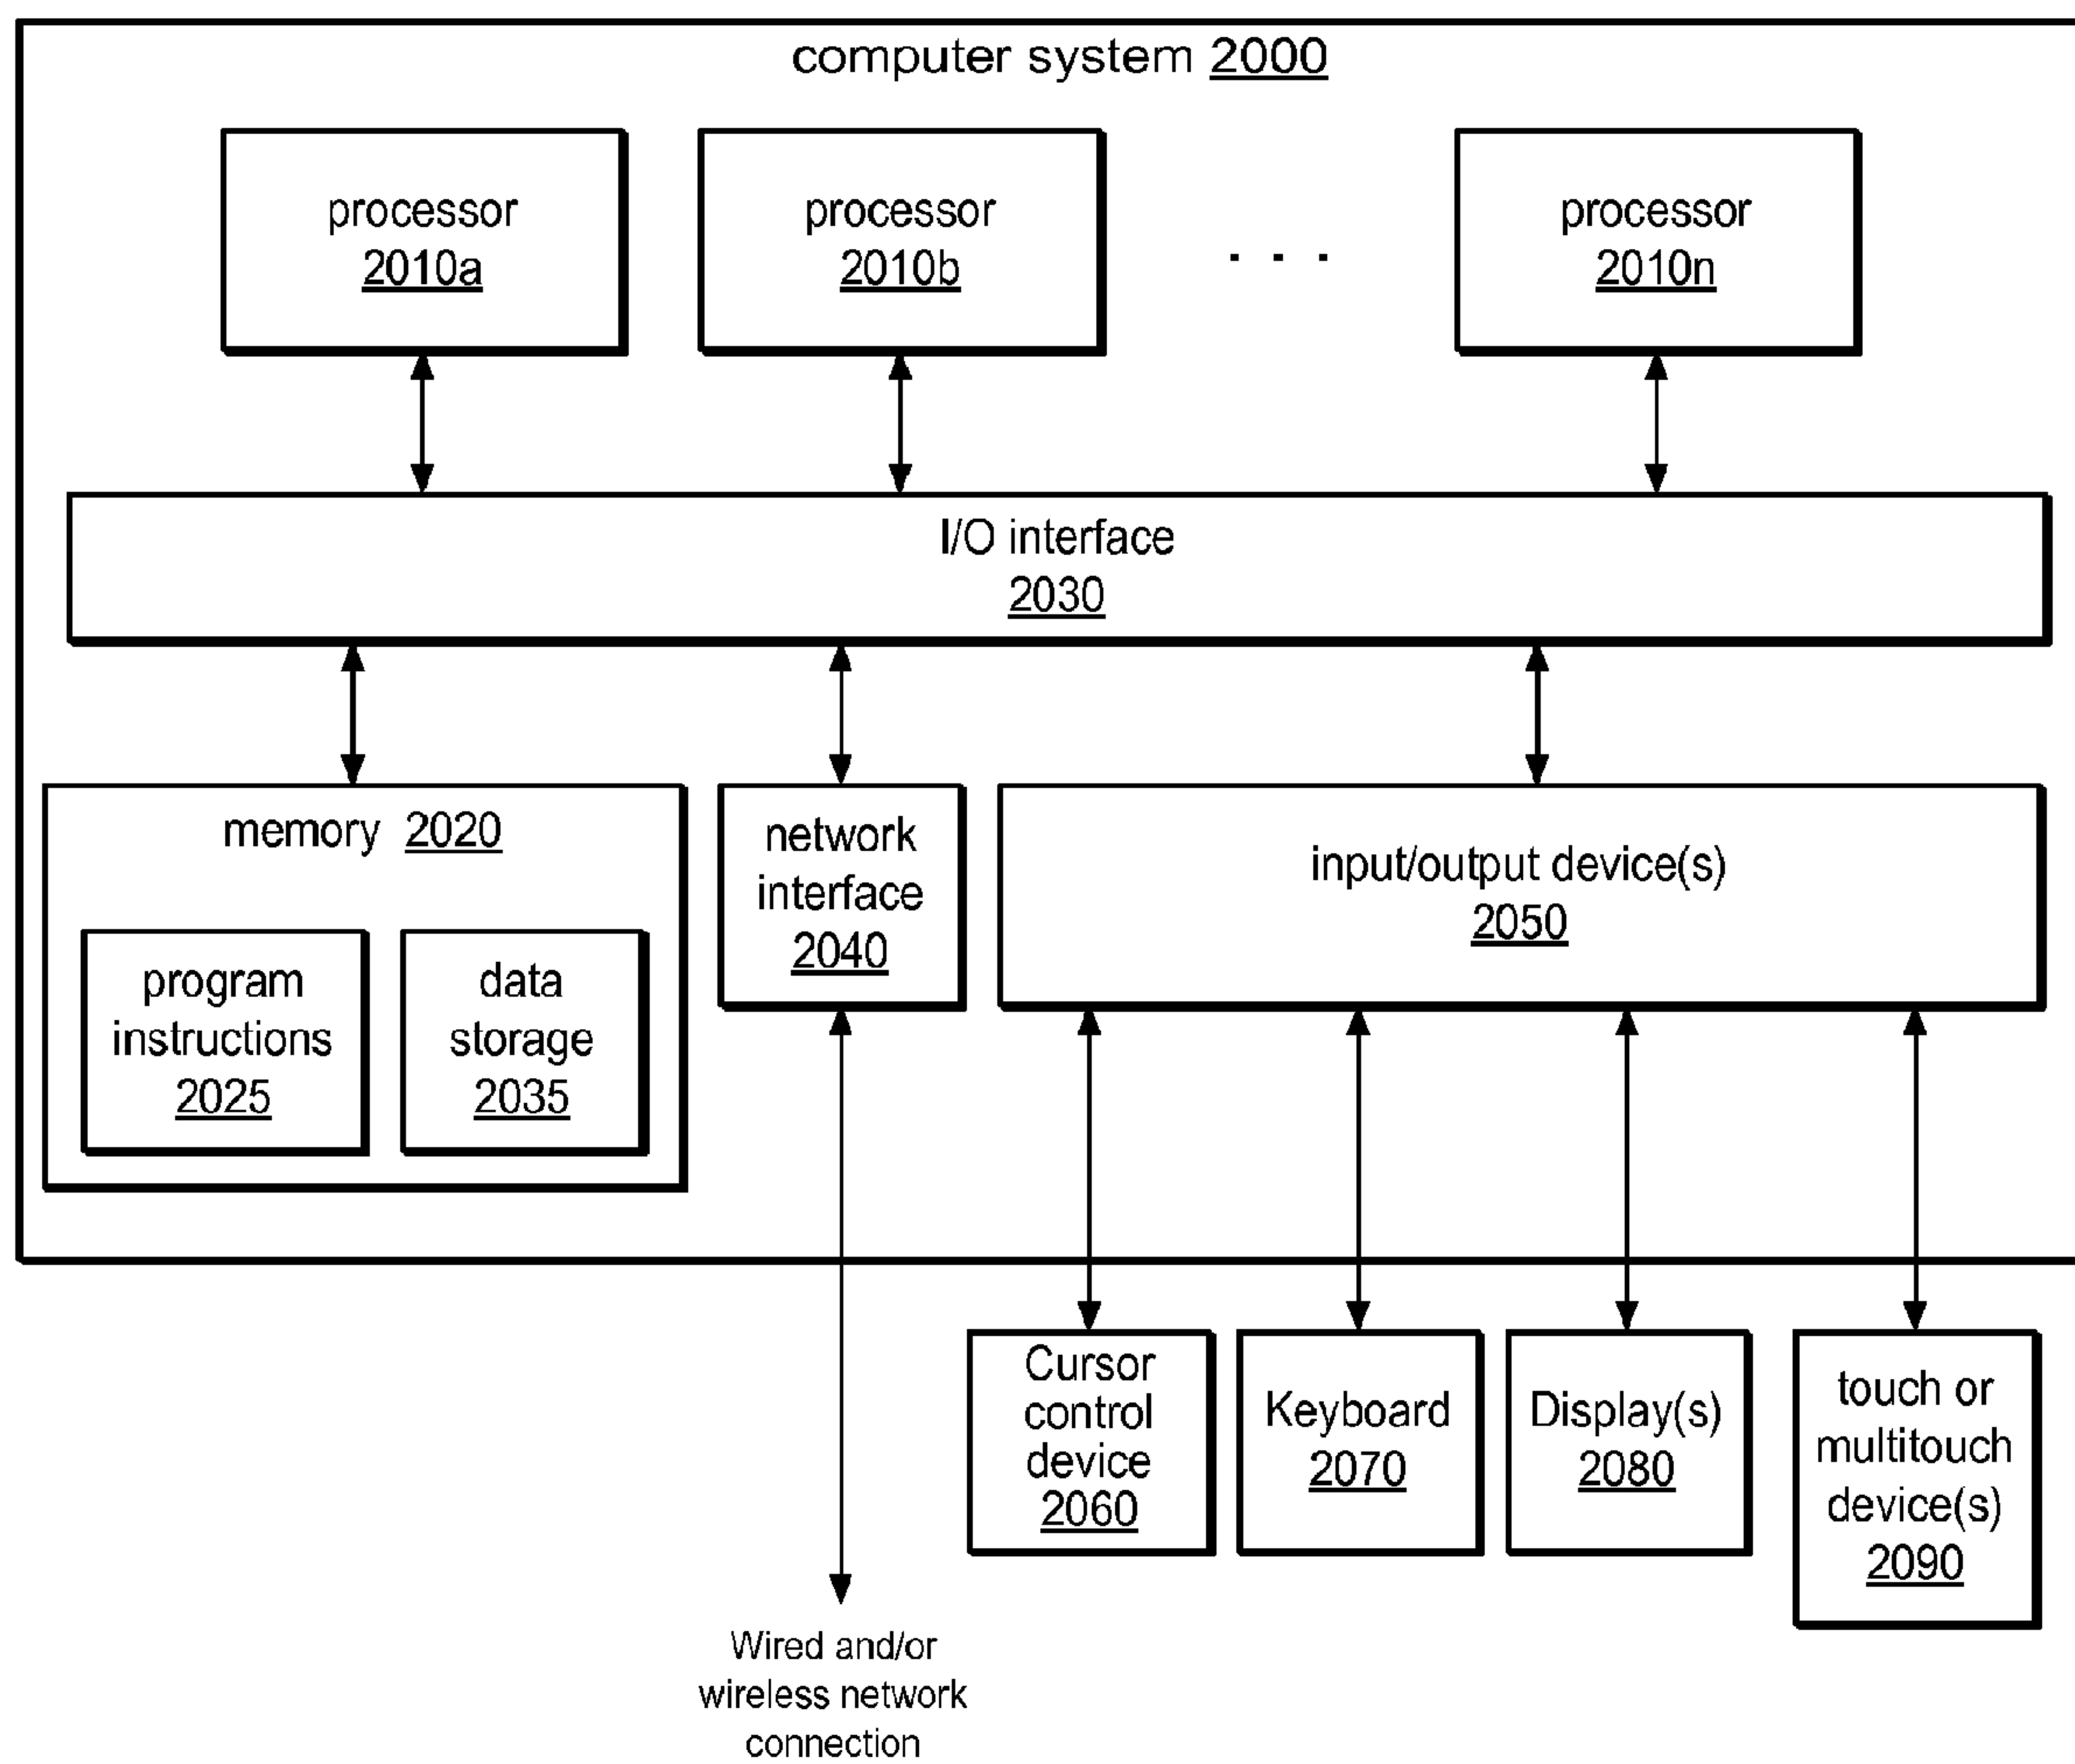 computer system 2000
processor
2010a
processor
2010b
. . .
processor
2010n
I/O interface
2030
memory 2020
program
instructions
2025
data
storage
2035
network
interface
2040
input/output device(s)
2050
Cursor
control
device
2060
Keyboard
2070
Display(s)
2080
touch or
multitouch
device(s)
2090
Wired and/or
wireless network
connection